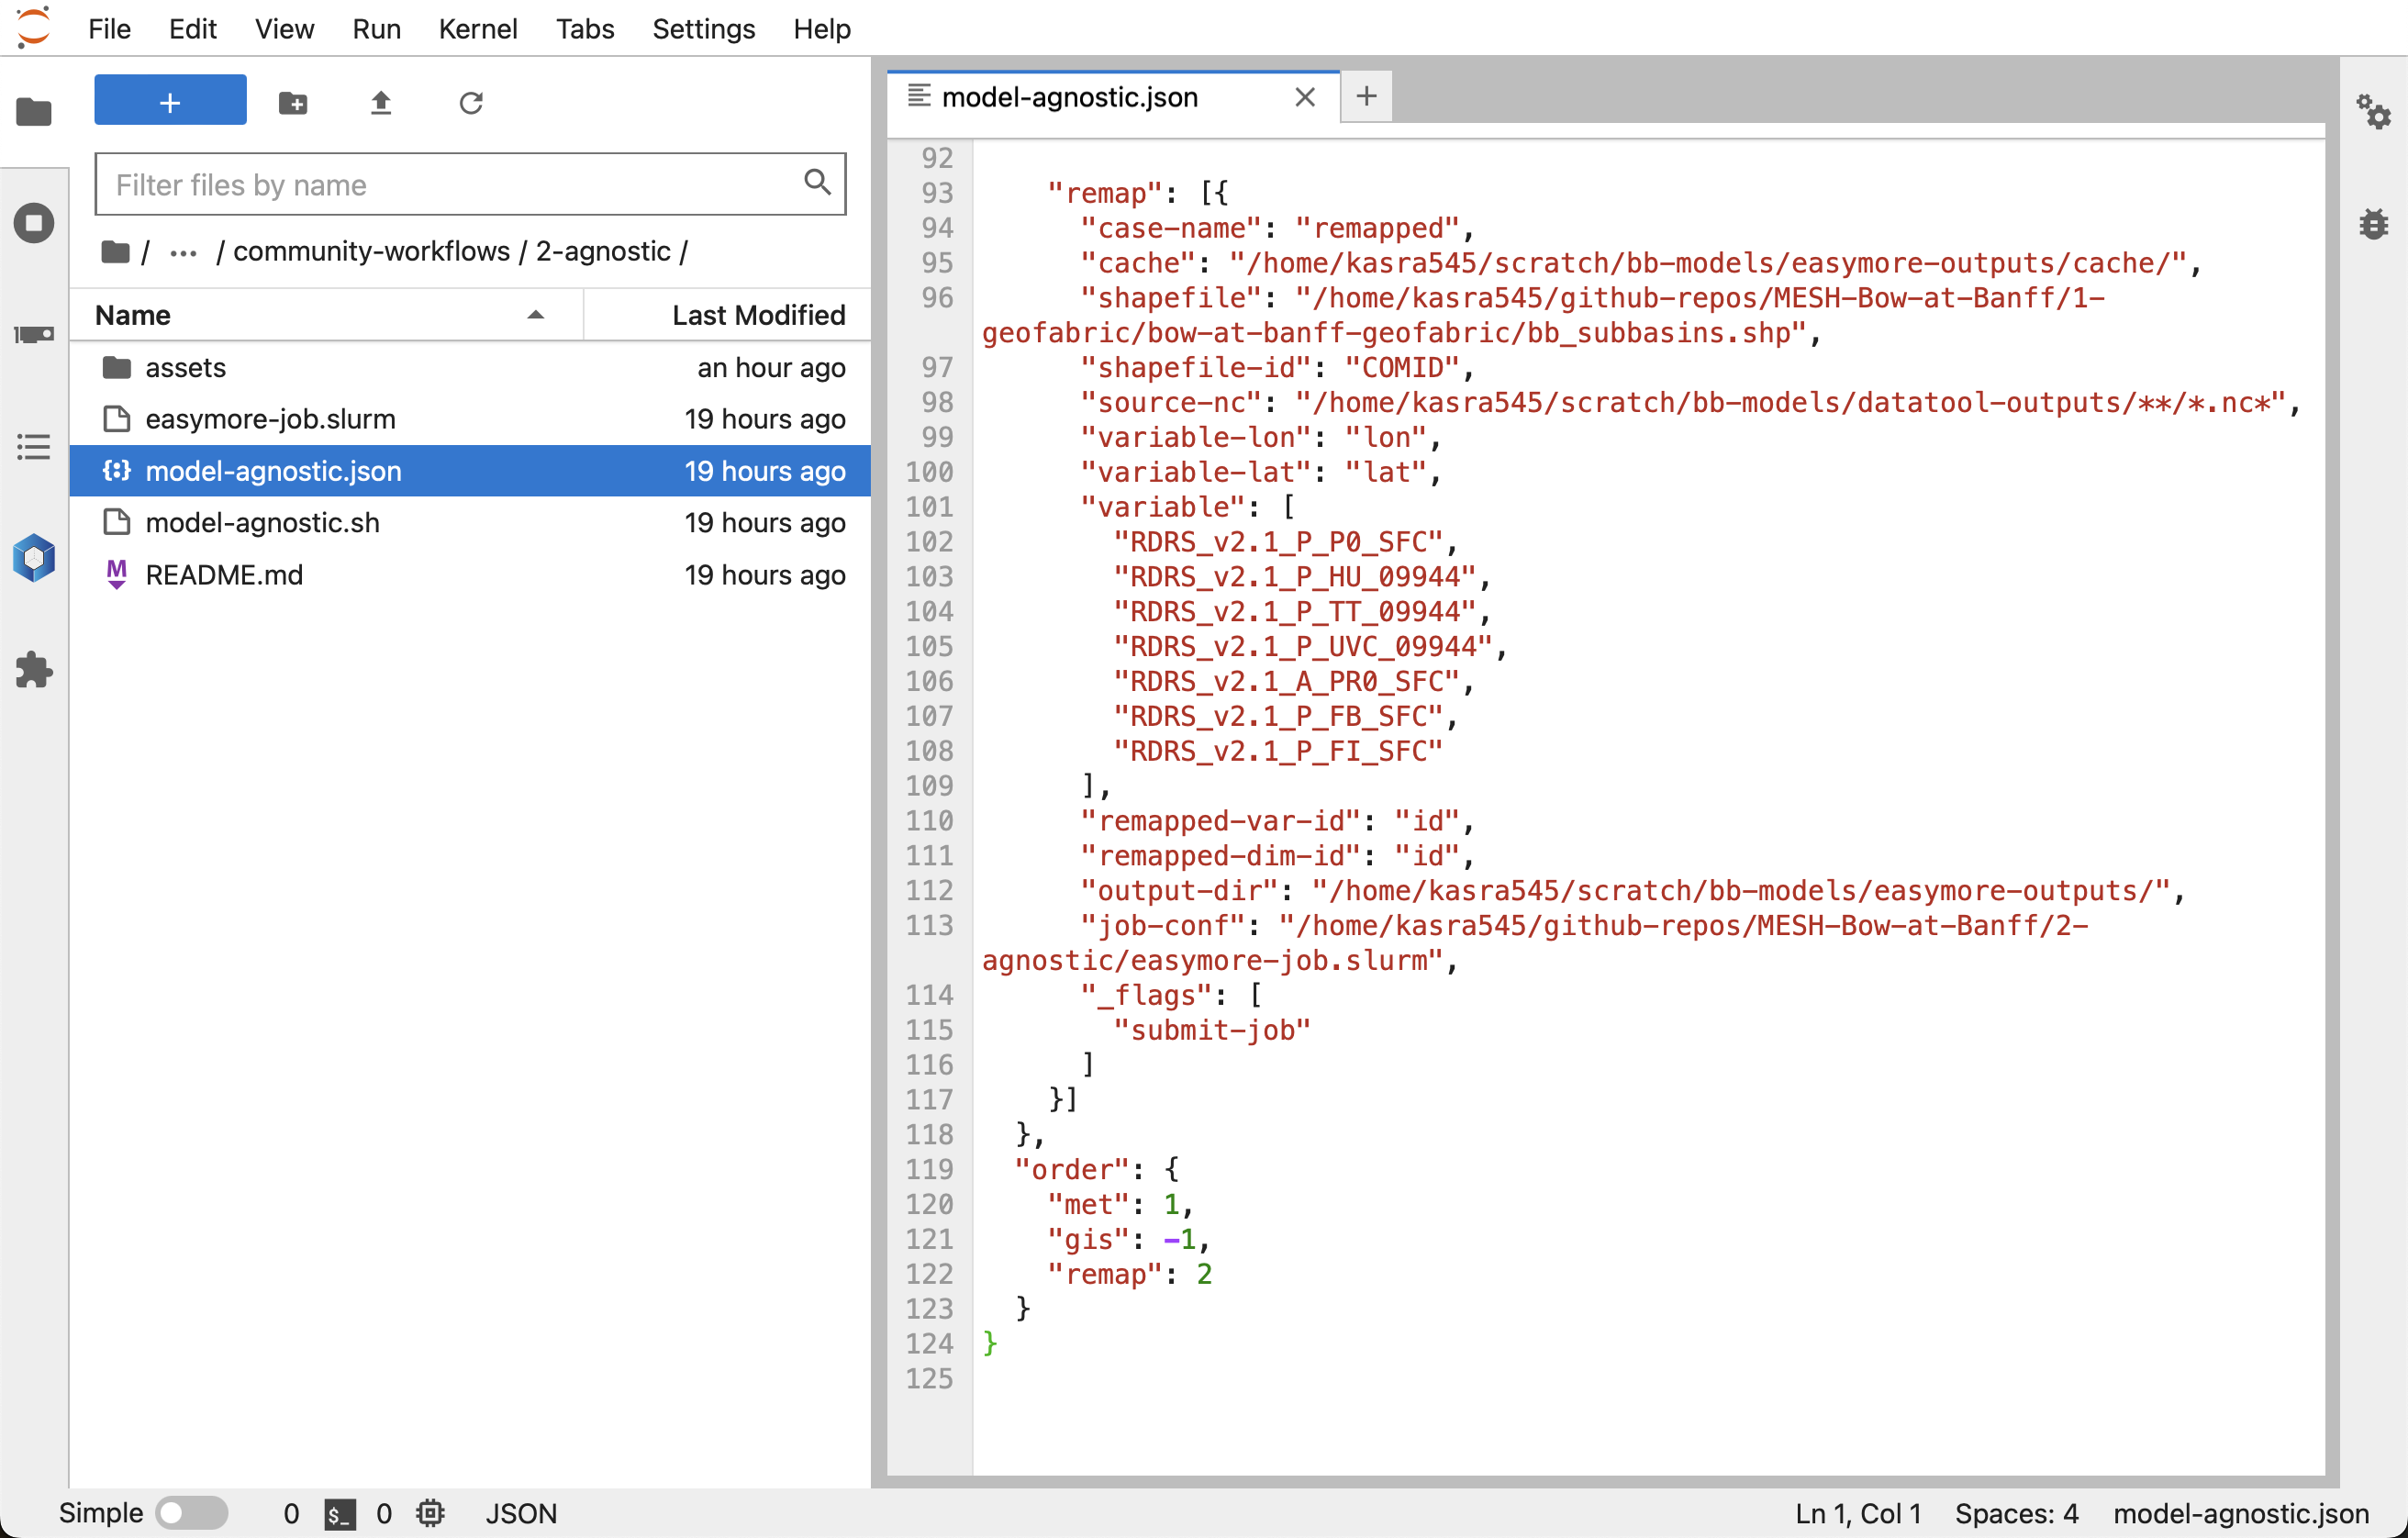 File Edit View Run Kernel Tabs Settings Help
+
Filter files by name
/ ... / community-workflows / 2-agnostic /
Name Last Modified
assets an hour ago
easymore-job.slurm 19 hours ago
{:} model-agnostic.json 19 hours ago
model-agnostic.sh 19 hours ago
M README.md 19 hours ago
model-agnostic.json × +
92
93     "remap": [{
94       "case-name": "remapped",
95       "cache": "/home/kasra545/scratch/bb-models/easymore-outputs/cache/",
96       "shapefile": "/home/kasra545/github-repos/MESH-Bow-at-Banff/1-
geofabric/bow-at-banff-geofabric/bb_subbasins.shp",
97       "shapefile-id": "COMID",
98       "source-nc": "/home/kasra545/scratch/bb-models/datatool-outputs/**/*.nc*",
99       "variable-lon": "lon",
100       "variable-lat": "lat",
101       "variable": [
102         "RDRS_v2.1_P_P0_SFC",
103         "RDRS_v2.1_P_HU_09944",
104         "RDRS_v2.1_P_TT_09944",
105         "RDRS_v2.1_P_UVC_09944",
106         "RDRS_v2.1_A_PR0_SFC",
107         "RDRS_v2.1_P_FB_SFC",
108         "RDRS_v2.1_P_FI_SFC"
109       ],
110       "remapped-var-id": "id",
111       "remapped-dim-id": "id",
112       "output-dir": "/home/kasra545/scratch/bb-models/easymore-outputs/",
113       "job-conf": "/home/kasra545/github-repos/MESH-Bow-at-Banff/2-
agnostic/easymore-job.slurm",
114       "_flags": [
115         "submit-job"
116       ]
117     }]
118   },
119   "order": {
120     "met": 1,
121     "gis": -1,
122     "remap": 2
123   }
124 }
125
Simple 0 $_ 0 JSON Ln 1, Col 1 Spaces: 4 model-agnostic.json